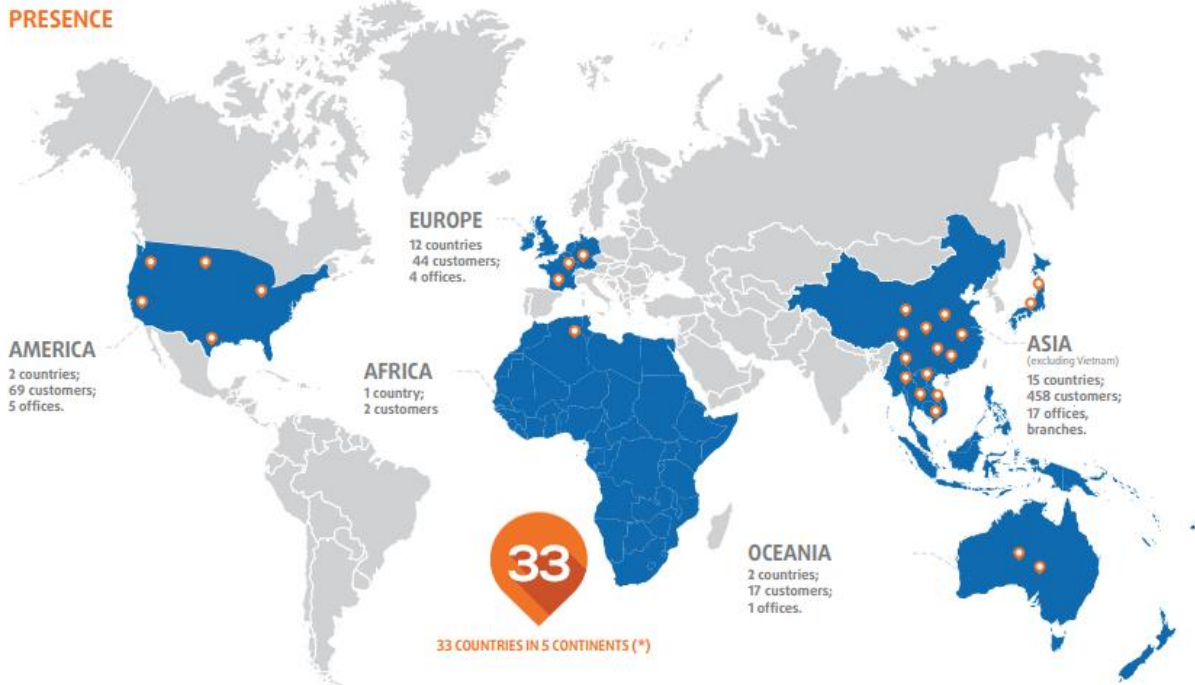 PRESENCE
EUROPE
12 countries
44 customers;
4 offices.
AMERICA
2 countries;
69 customers;
5 offices.
AFRICA
1 country;
2 customers
ASIA
(excluding Vietnam)
15 countries;
458 customers;
17 offices,
branches.
33
33 COUNTRIES IN 5 CONTINENTS (*)
OCEANIA
2 countries;
17 customers;
1 offices.